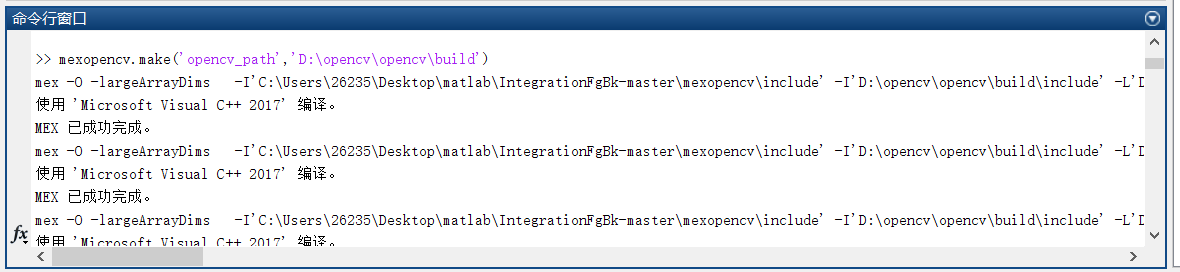 命令行窗口
>> mexopencv.make('opencv_path','D:\opencv\opencv\build')
mex -O -largeArrayDims   -I'C:\Users\26235\Desktop\matlab\IntegrationFgBk-master\mexopencv\include' -I'D:\opencv\opencv\build\include' -L'D
使用 'Microsoft Visual C++ 2017' 编译。
MEX 已成功完成。
mex -O -largeArrayDims   -I'C:\Users\26235\Desktop\matlab\IntegrationFgBk-master\mexopencv\include' -I'D:\opencv\opencv\build\include' -L'D
使用 'Microsoft Visual C++ 2017' 编译。
MEX 已成功完成。
mex -O -largeArrayDims   -I'C:\Users\26235\Desktop\matlab\IntegrationFgBk-master\mexopencv\include' -I'D:\opencv\opencv\build\include' -L'D
fx 使用 'Microsoft Visual C++ 2017' 编译。